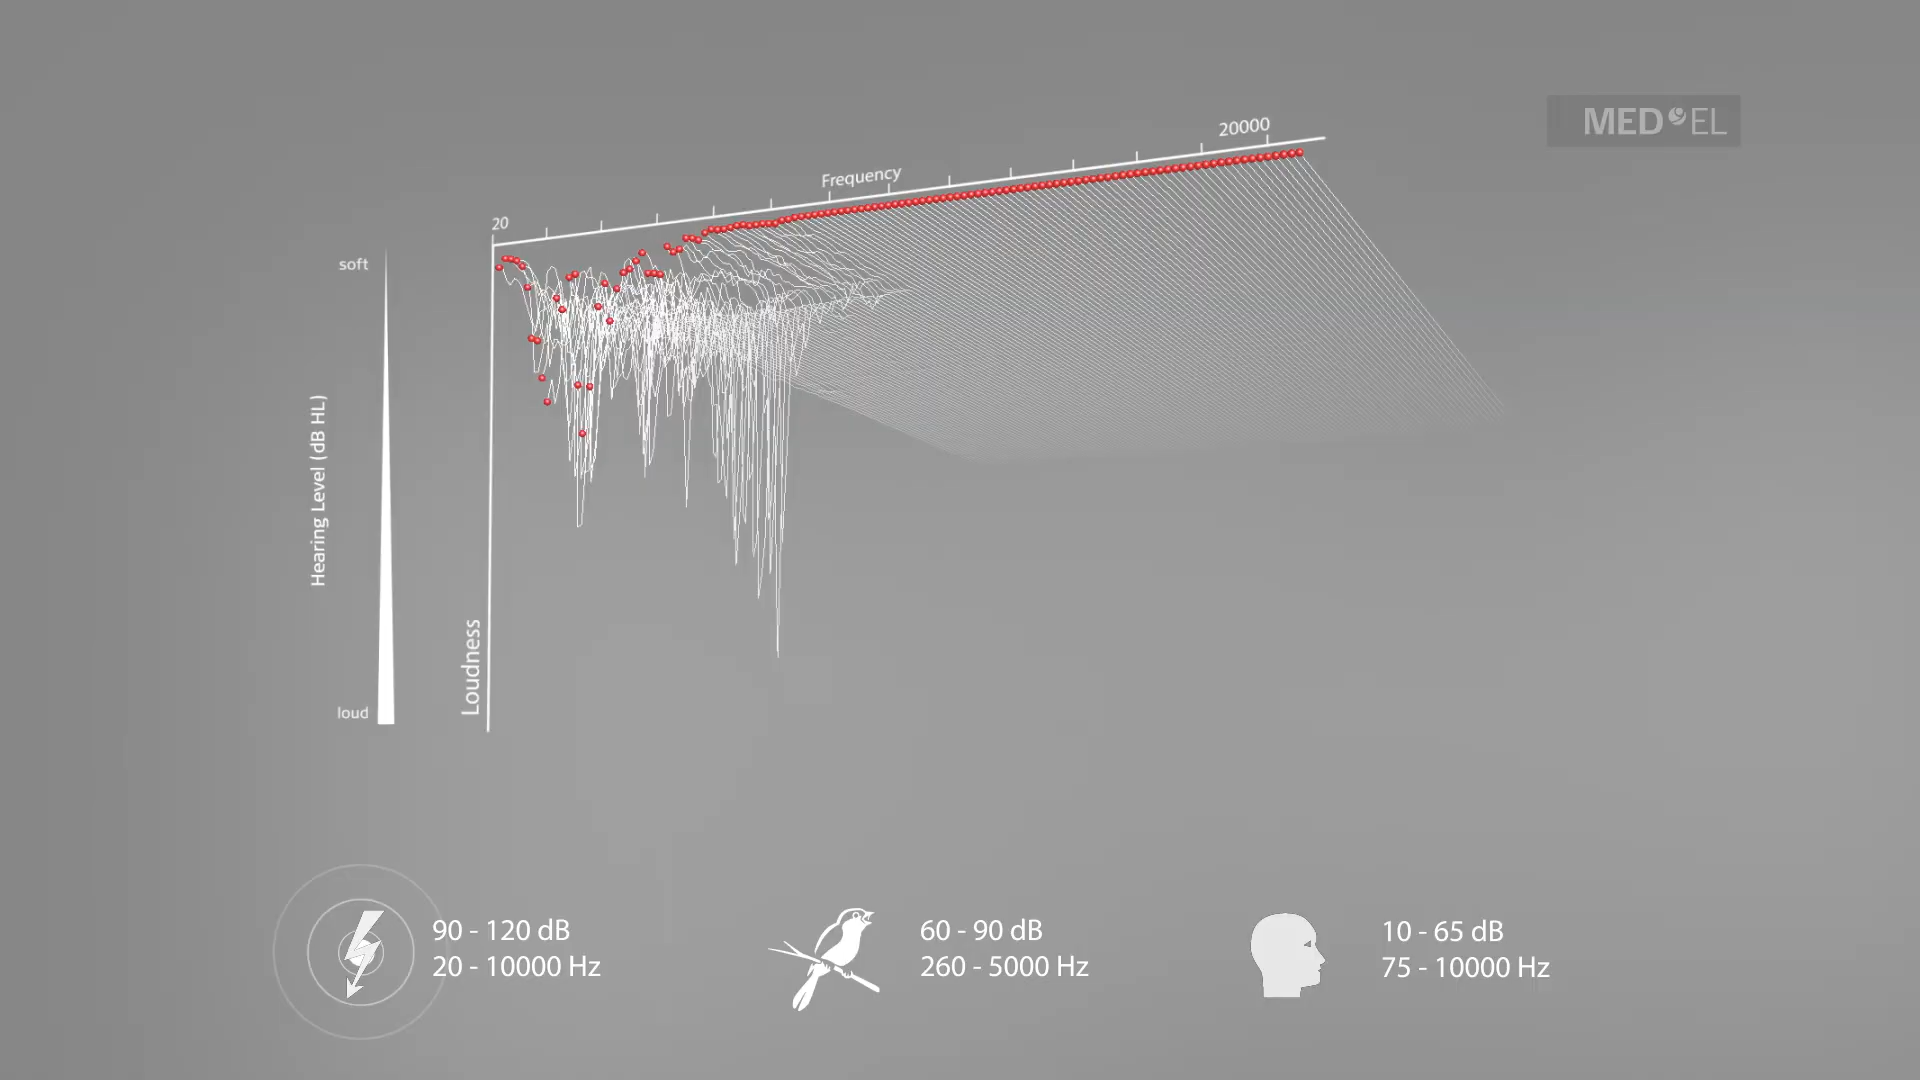 MED EL
20000
Frequency
20
soft
Hearing Level (dB HL)
Loudness
loud
90 - 120 dB
20 - 10000 Hz
60 - 90 dB
260 - 5000 Hz
10 - 65 dB
75 - 10000 Hz